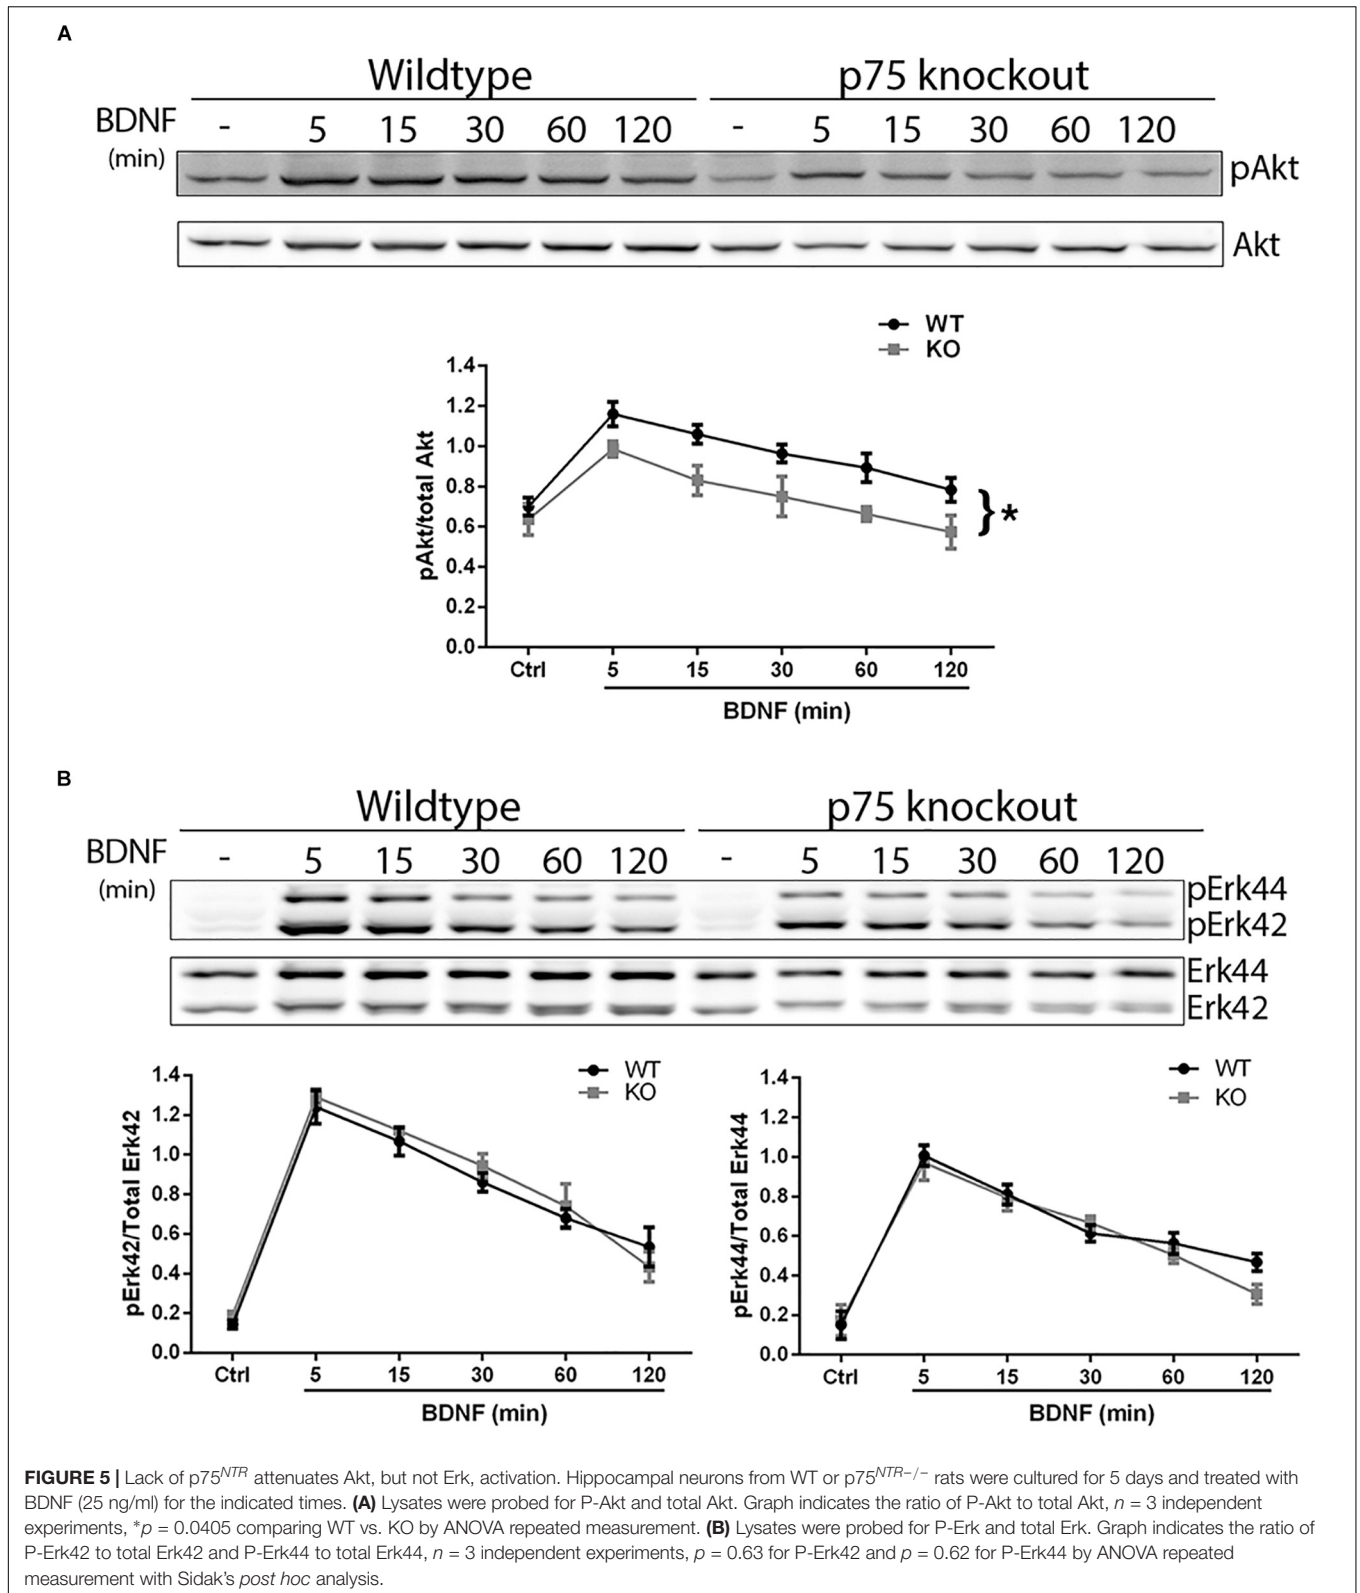 A
Wildtype p75 knockout
BDNF - 5 15 30 60 120 - 5 15 30 60 120
(min)
pAkt
Akt
WT
KO
1.4
1.2
1.0
0.8
0.6
0.4
0.2
0.0
pAkt/total Akt
} *
Ctrl 5 15 30 60 120
BDNF (min)
B
Wildtype p75 knockout
BDNF - 5 15 30 60 120 - 5 15 30 60 120
(min)
pErk44
pErk42
Erk44
Erk42
WT
KO
1.4
1.2
1.0
0.8
0.6
0.4
0.2
0.0
pErk42/Total Erk42
Ctrl 5 15 30 60 120
BDNF (min)
WT
KO
1.4
1.2
1.0
0.8
0.6
0.4
0.2
0.0
pErk44/Total Erk44
Ctrl 5 15 30 60 120
BDNF (min)
FIGURE 5 | Lack of p75NTR attenuates Akt, but not Erk, activation. Hippocampal neurons from WT or p75NTR−/− rats were cultured for 5 days and treated with
BDNF (25 ng/ml) for the indicated times. (A) Lysates were probed for P-Akt and total Akt. Graph indicates the ratio of P-Akt to total Akt, n = 3 independent
experiments, *p = 0.0405 comparing WT vs. KO by ANOVA repeated measurement. (B) Lysates were probed for P-Erk and total Erk. Graph indicates the ratio of
P-Erk42 to total Erk42 and P-Erk44 to total Erk44, n = 3 independent experiments, p = 0.63 for P-Erk42 and p = 0.62 for P-Erk44 by ANOVA repeated
measurement with Sidak's post hoc analysis.